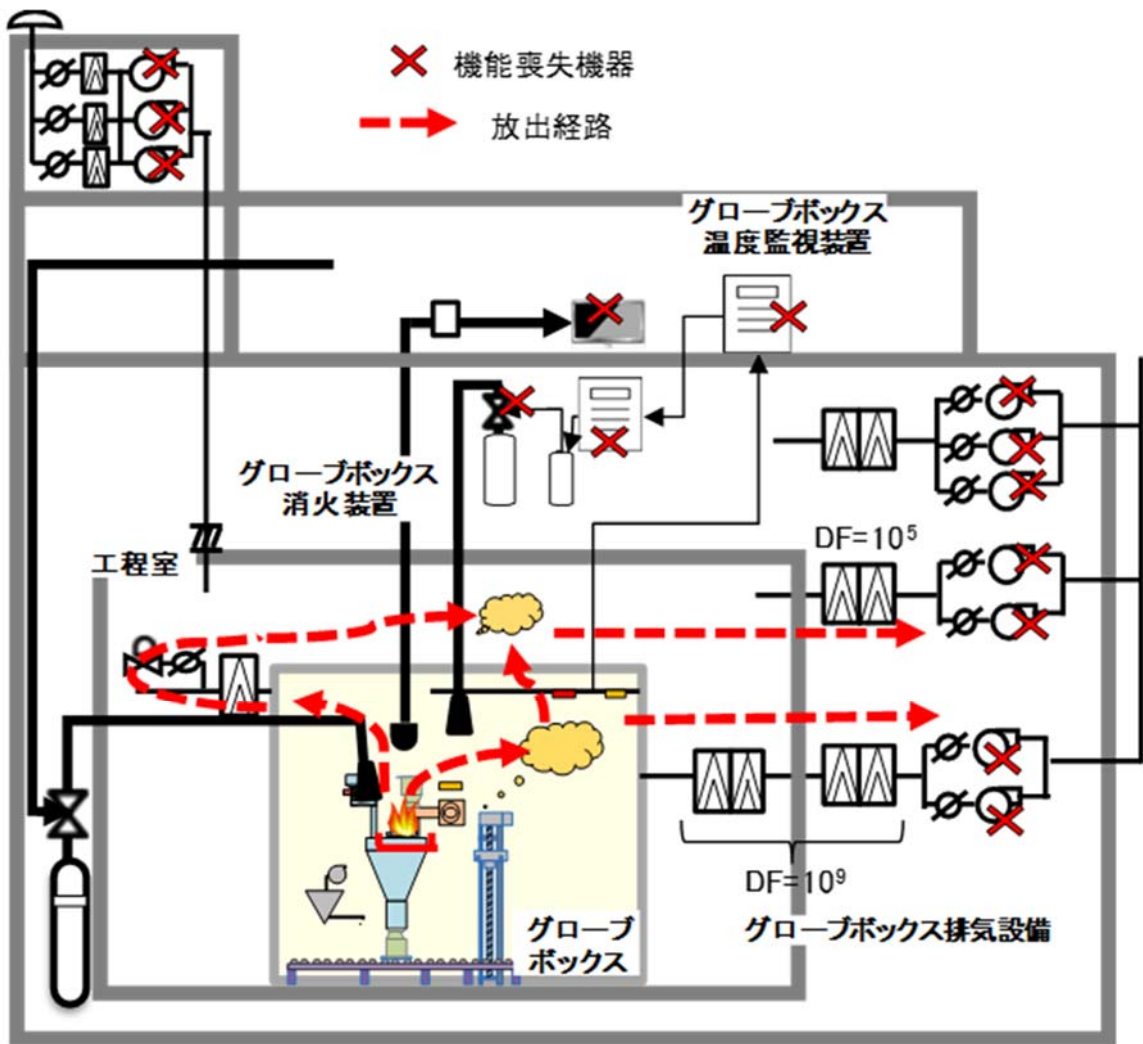 機能喪失機器
放出経路
グローブボックス
温度監視装置
グローブボックス
消火装置
工程室
DF=10⁵
DF=10⁹
グローブボックス排気設備
グローブ
ボックス